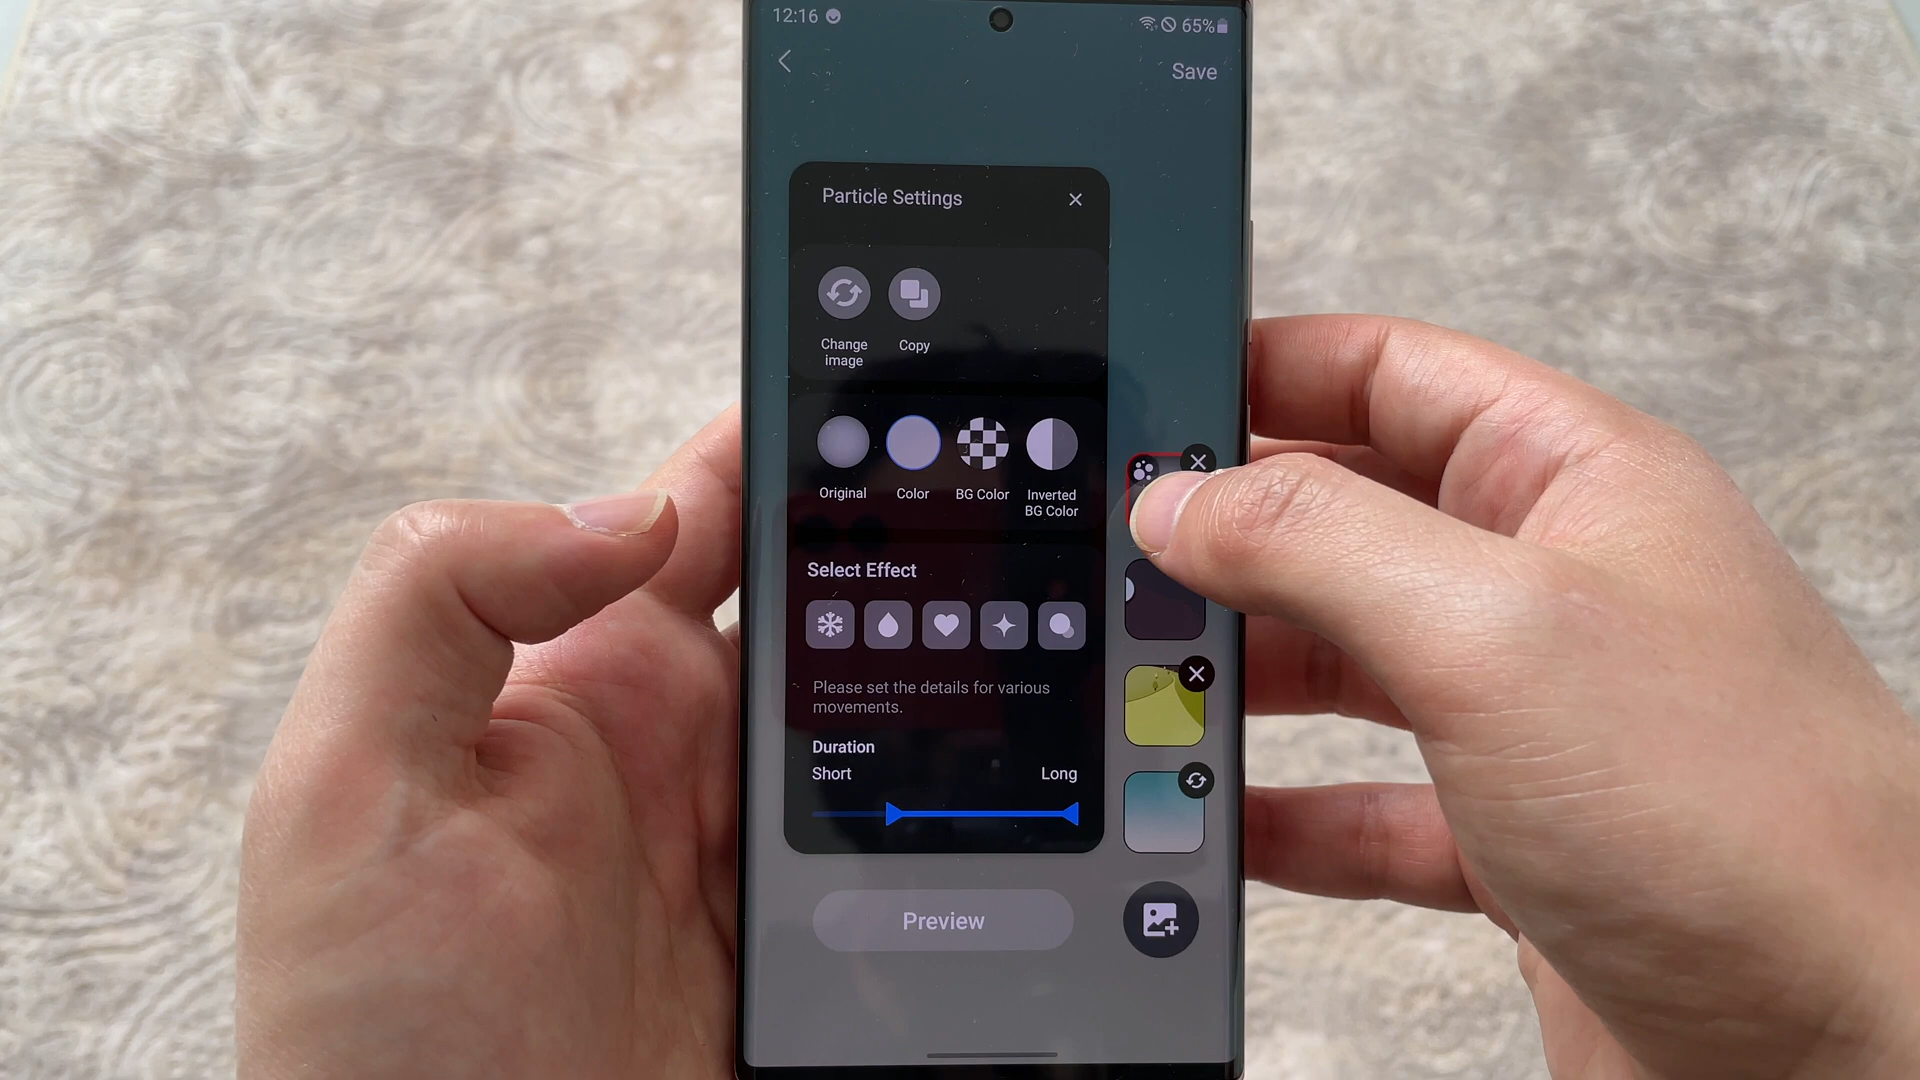 12:16
65%
Save
Particle Settings
Change
image
Copy
Original
Color
BG Color
Inverted
BG Color
Select Effect
Please set the details for various
movements.
Duration
Short
Long
Preview